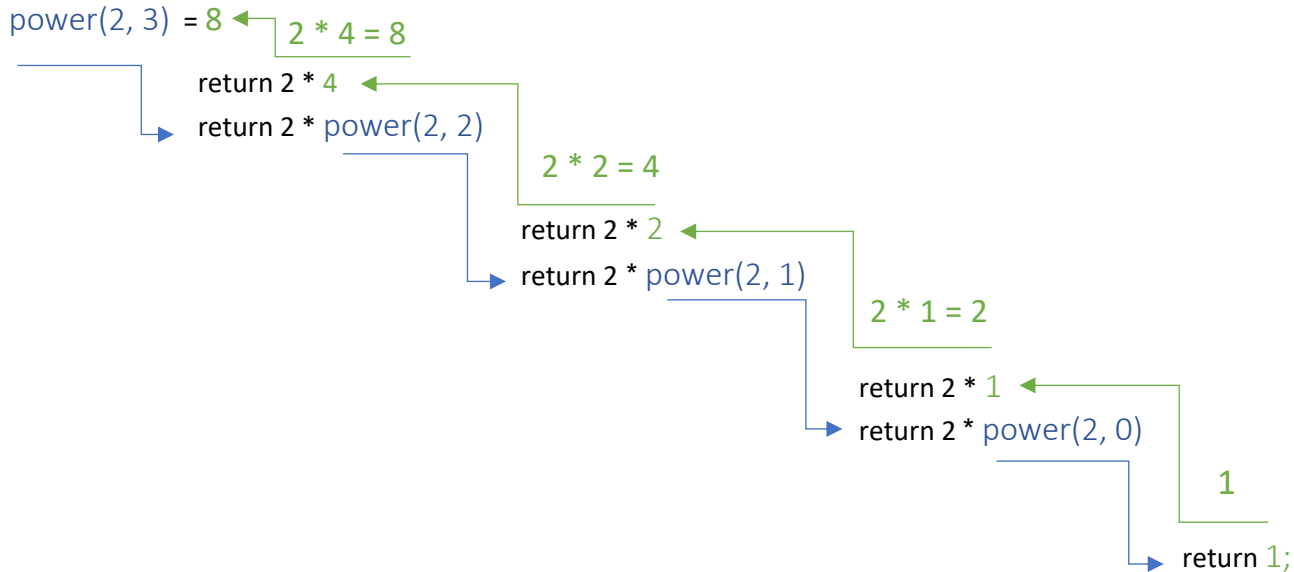 power(2, 3) = 8
2 * 4 = 8
return 2 * 4
return 2 * power(2, 2)
2 * 2 = 4
return 2 * 2
return 2 * power(2, 1)
2 * 1 = 2
return 2 * 1
return 2 * power(2, 0)
1
return 1;